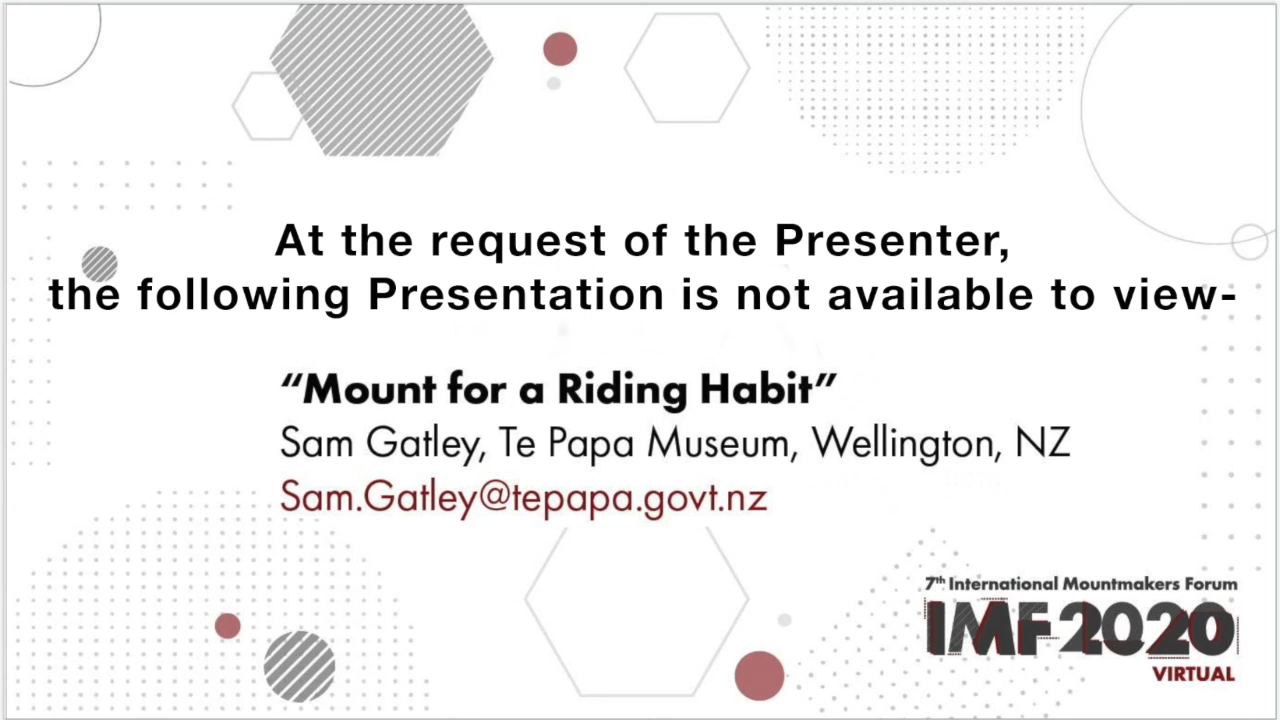 At the request of the Presenter,
the following Presentation is not available to view-
“Mount for a Riding Habit”
Sam Gatley, Te Papa Museum, Wellington, NZ
Sam.Gatley@tepapa.govt.nz
7th International Mountmakers Forum
IMF 2020
VIRTUAL